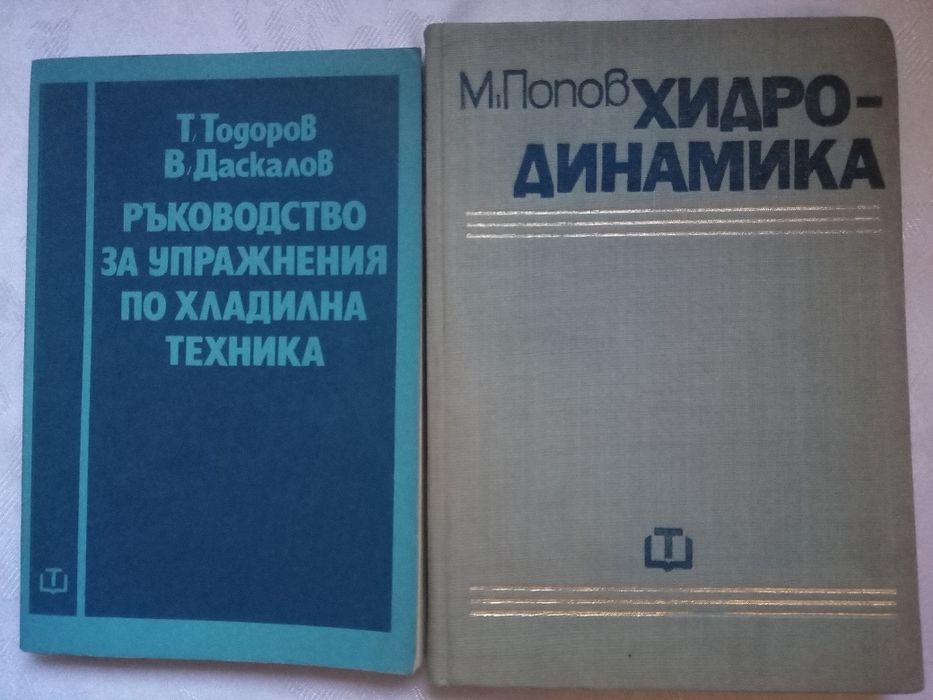 Т. Тодоров
В. Даскалов
РЪКОВОДСТВО
ЗА УПРАЖНЕНИЯ
ПО ХЛАДИЛНА
ТЕХНИКА
Т
М. Попов
ХИДРО-
ДИНАМИКА
Т